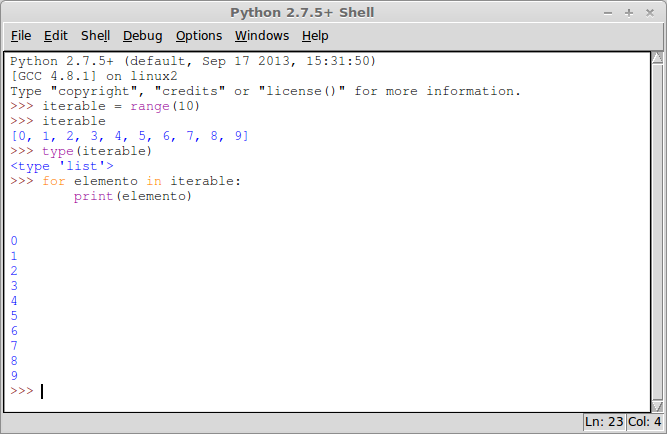 Python 2.7.5+ Shell
File Edit Shell Debug Options Windows Help
Python 2.7.5+ (default, Sep 17 2013, 15:31:50)
[GCC 4.8.1] on linux2
Type "copyright", "credits" or "license()" for more information.
>>> iterable = range(10)
>>> iterable
[0, 1, 2, 3, 4, 5, 6, 7, 8, 9]
>>> type(iterable)
<type 'list'>
>>> for elemento in iterable:
        print(elemento)
0
1
2
3
4
5
6
7
8
9
>>>
Ln: 23 Col: 4